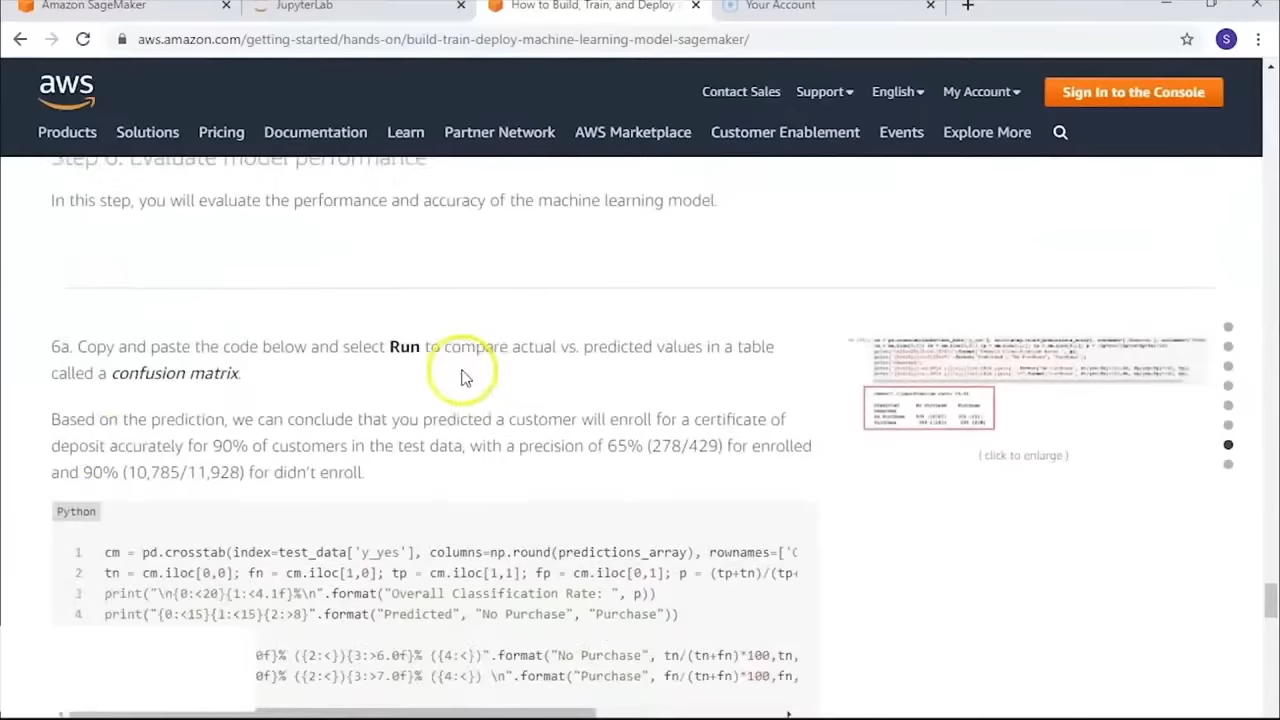 Amazon SageMaker
JupyterLab
How to Build, Train, and Deploy
Your Account
aws.amazon.com/getting-started/hands-on/build-train-deploy-machine-learning-model-sagemaker/
S
aws
Contact Sales Support English My Account Sign In to the Console
Products Solutions Pricing Documentation Learn Partner Network AWS Marketplace Customer Enablement Events Explore More
Step 6. Evaluate model performance
In this step, you will evaluate the performance and accuracy of the machine learning model.
6a. Copy and paste the code below and select Run to compare actual vs. predicted values in a table
called a confusion matrix.
Based on the prediction, we can conclude that you predicted a customer will enroll for a certificate of
deposit accurately for 90% of customers in the test data, with a precision of 65% (278/429) for enrolled
and 90% (10,785/11,928) for didn't enroll.
( click to enlarge )
Python
1 cm = pd.crosstab(index=test_data['y_yes'], columns=np.round(predictions_array), rownames=['
2 tn = cm.iloc[0,0]; fn = cm.iloc[1,0]; tp = cm.iloc[1,1]; fp = cm.iloc[0,1]; p = (tp+tn)/(tp+
3 print("\n{0:<20}{1:<4.1f}%\n".format("Overall Classification Rate: ", p))
4 print("{0:<15}{1:<15}{2:>8}".format("Predicted", "No Purchase", "Purchase"))
0f}% ({2:<}){3:>6.0f}% ({4:<})".format("No Purchase", tn/(tn+fn)*100,tn,
0f}% ({2:<}){3:>7.0f}% ({4:<}) \n".format("Purchase", fn/(tn+fn)*100,fn,